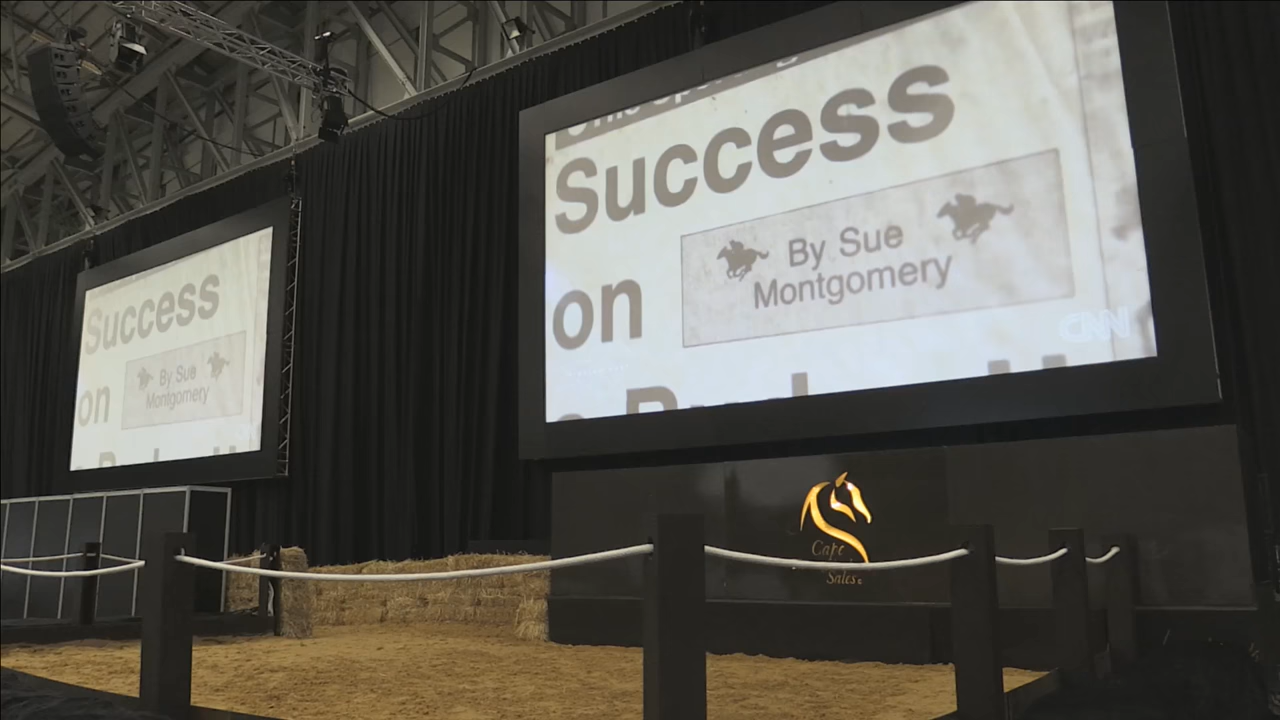 Success
on
By Sue
Montgomery
Success
on
By Sue
Montgomery
CNN
Cape
Sales